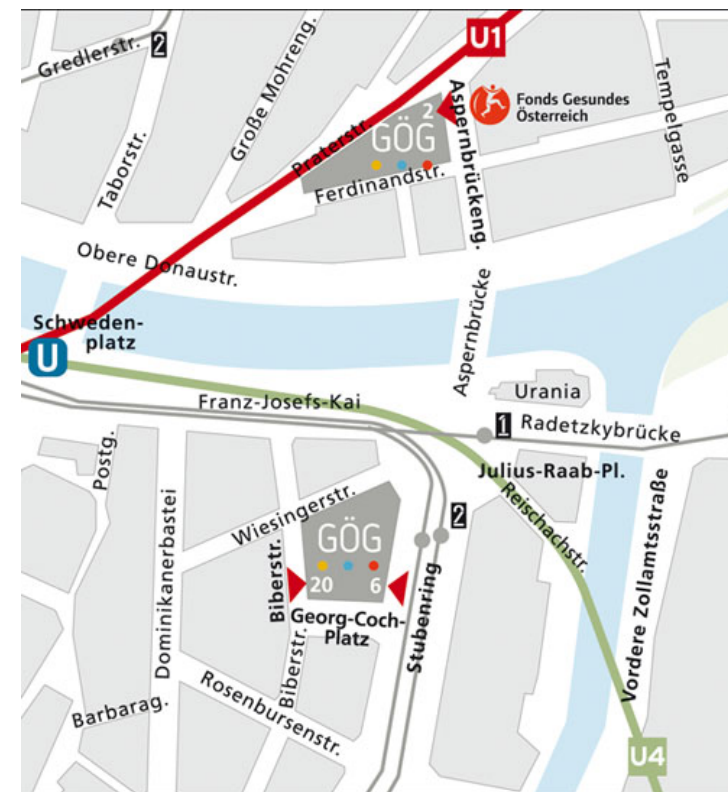 U1
2
Gredlerstr.
Taborstr.
Große Mohreng.
Praterstr.
2
GÖG
Ferdinandstr.
Aspernbrückeng.
Fonds Gesundes
Österreich
Tempelgasse
Obere Donaustr.
Aspernbrücke
Schweden-
platz
U
Franz-Josefs-Kai
Urania
1
Radetzkybrücke
Postg.
Dominikanerbastei
Wiesingerstr.
Julius-Raab-Pl.
Reischachstr.
2
GÖG
20
6
Biberstr.
Georg-Coch-
Platz
Stubenring
Vordere Zollamtsstraße
Biberstr.
Rosenbursenstr.
Barbarag.
U4